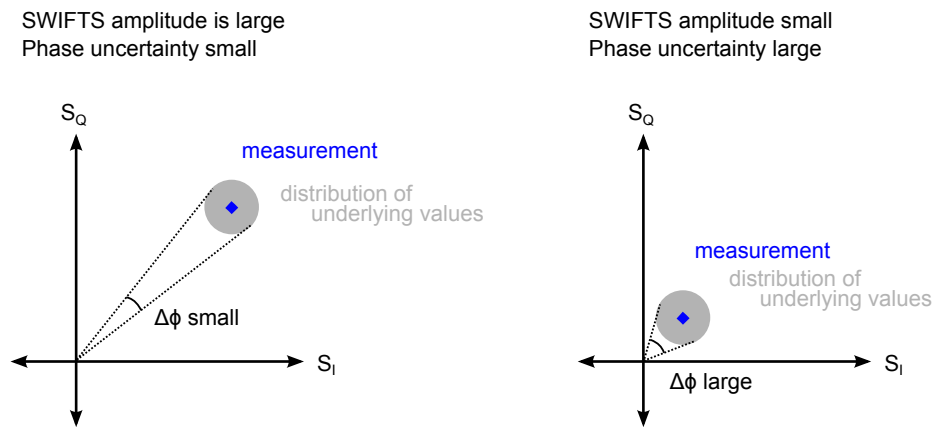 SWIFTS amplitude is large
Phase uncertainty small
S_Q
measurement
distribution of
underlying values
Δϕ small
S_I
SWIFTS amplitude small
Phase uncertainty large
S_Q
measurement
distribution of
underlying values
S_I
Δϕ large